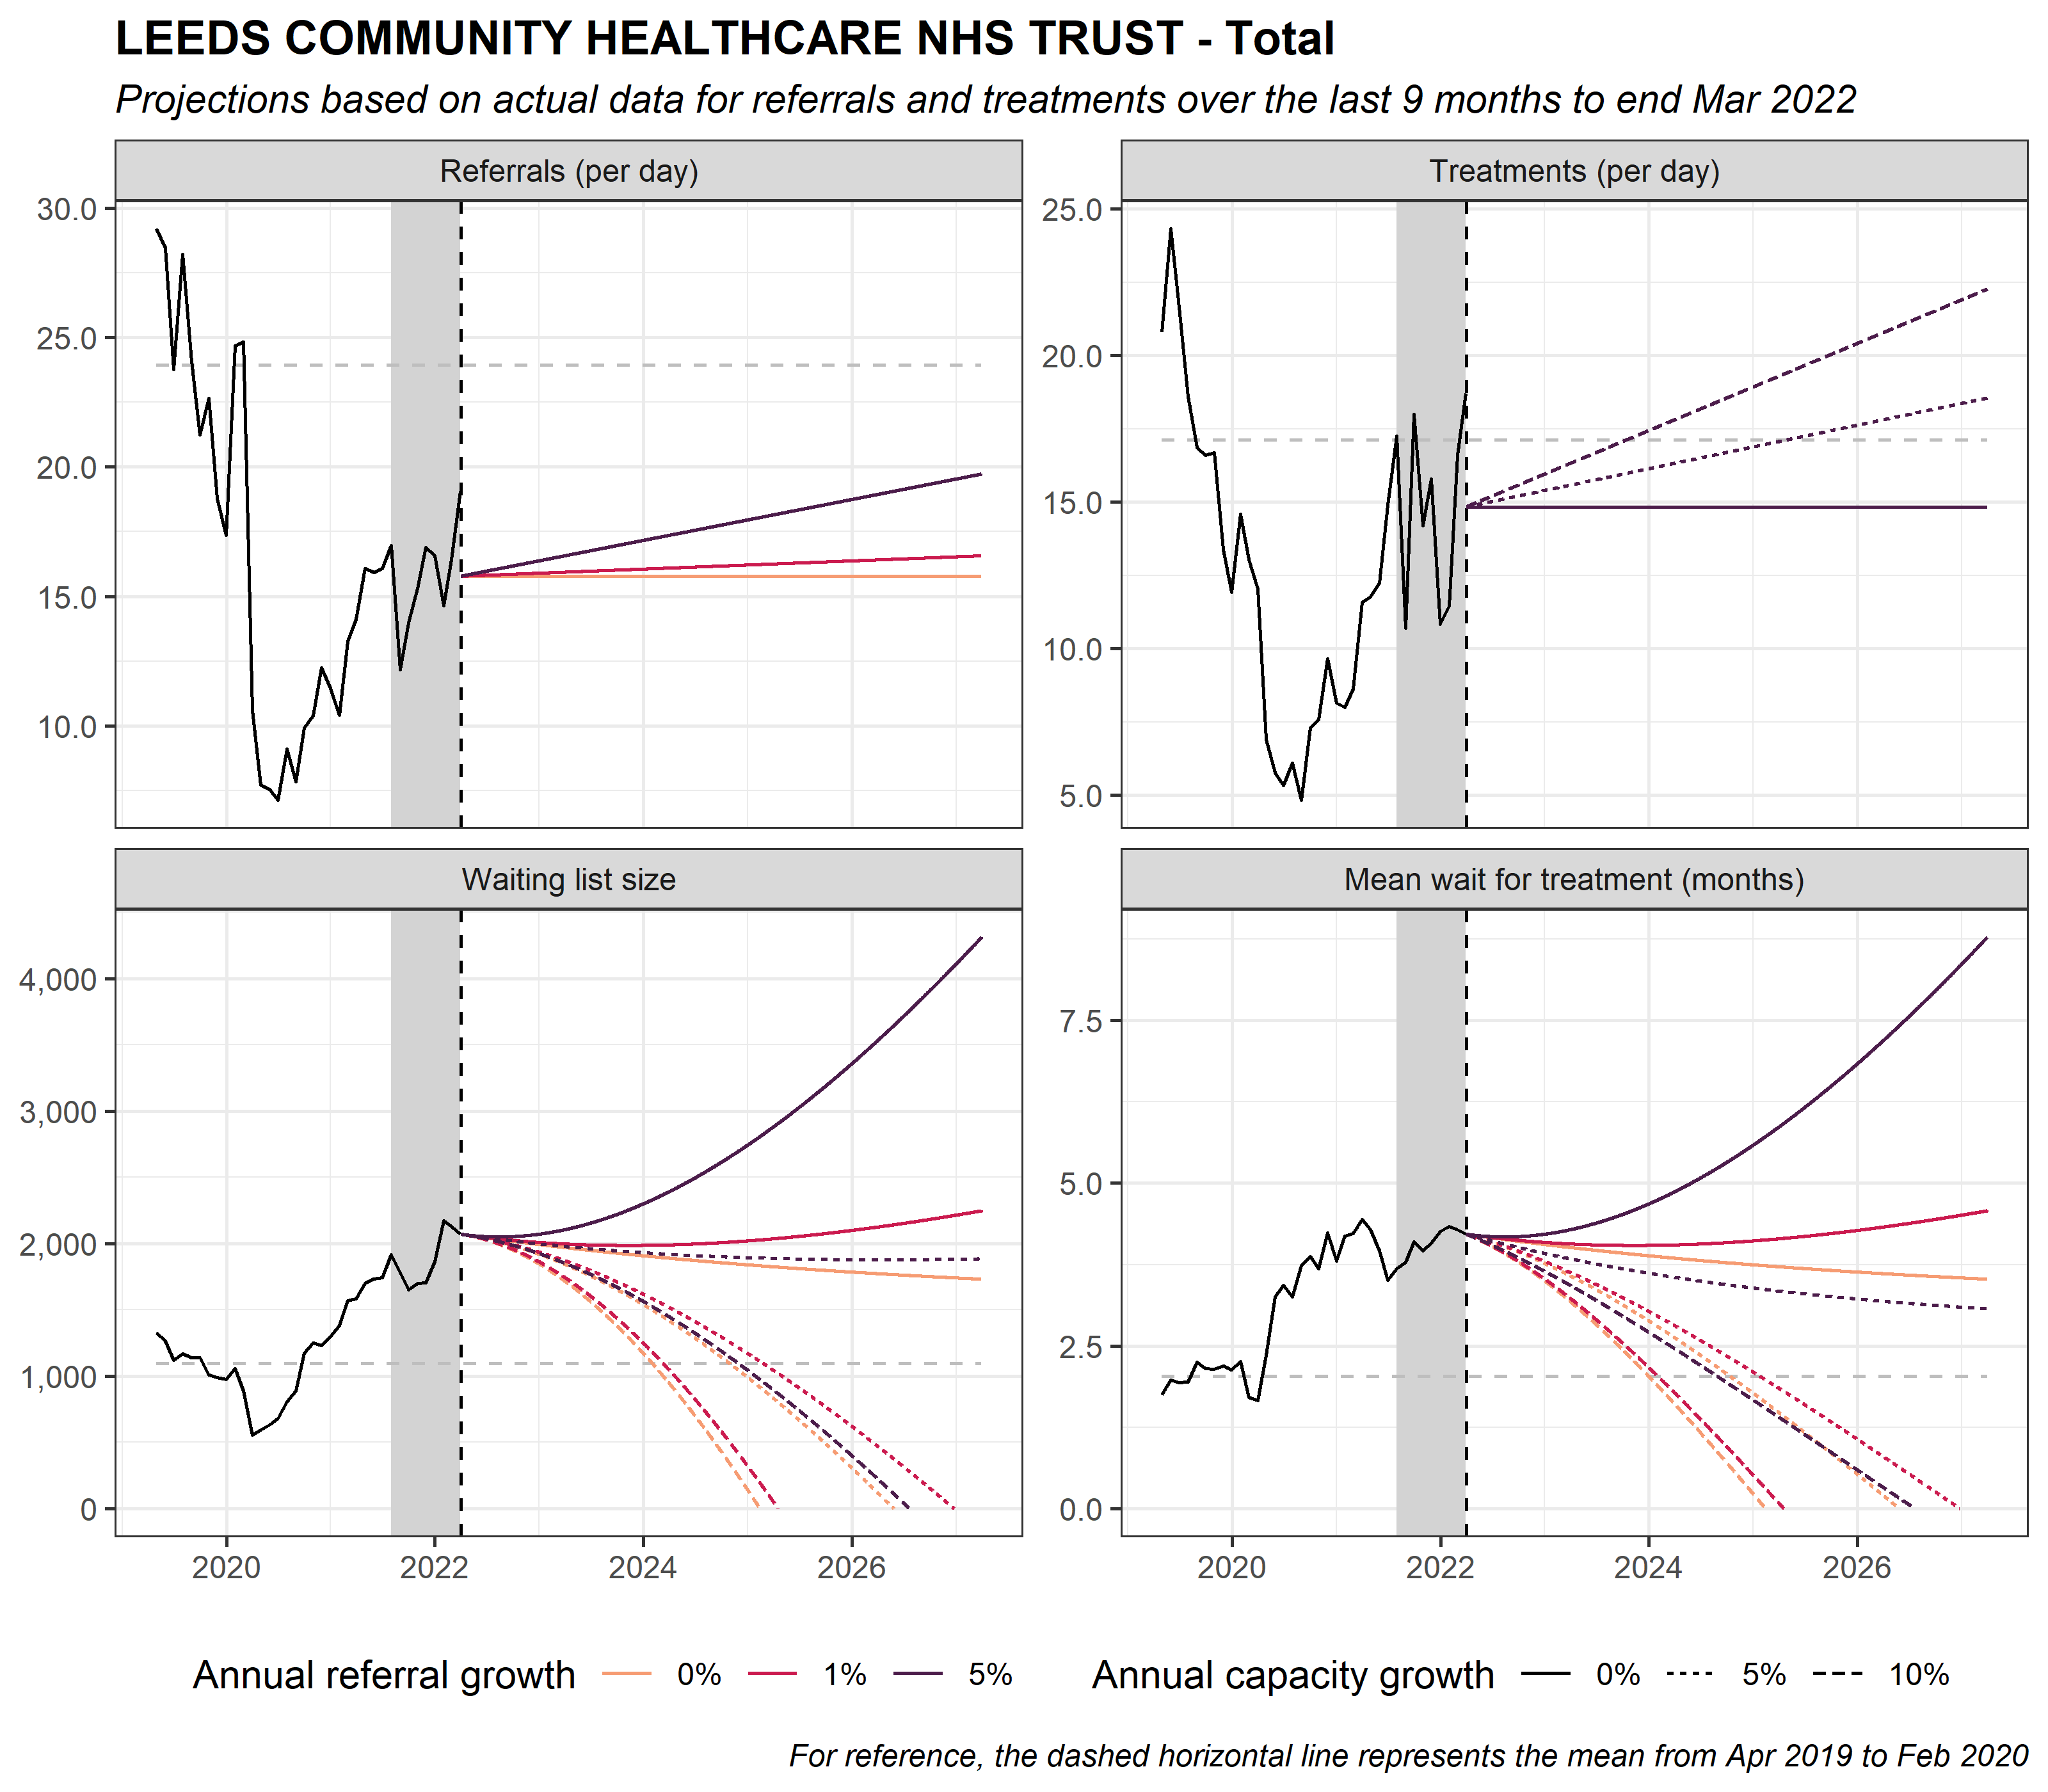 LEEDS COMMUNITY HEALTHCARE NHS TRUST - Total
Projections based on actual data for referrals and treatments over the last 9 months to end Mar 2022
Referrals (per day)
30.0
25.0
20.0
15.0
10.0
Treatments (per day)
25.0
20.0
15.0
10.0
5.0
Waiting list size
4,000
3,000
2,000
1,000
0
2020 2022 2024 2026
Mean wait for treatment (months)
7.5
5.0
2.5
0.0
2020 2022 2024 2026
Annual referral growth 0% 1% 5%
Annual capacity growth 0% 5% 10%
For reference, the dashed horizontal line represents the mean from Apr 2019 to Feb 2020